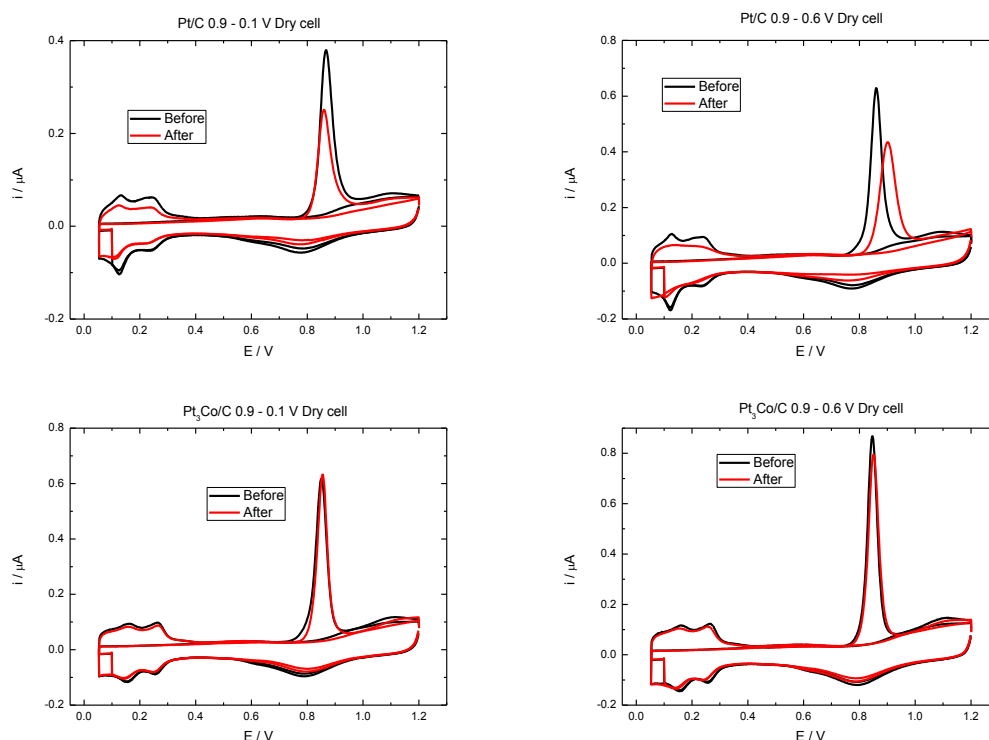 Pt/C 0.9 - 0.1 V Dry cell
0.4
0.2
0.0
-0.2
i / µA
Before
After
0.0 0.2 0.4 0.6 0.8 1.0 1.2
E / V
Pt/C 0.9 - 0.6 V Dry cell
0.8
0.6
0.4
0.2
0.0
-0.2
i / µA
Before
After
0.0 0.2 0.4 0.6 0.8 1.0 1.2
E / V
Pt₃Co/C 0.9 - 0.1 V Dry cell
0.8
0.6
0.4
0.2
0.0
-0.2
i / µA
Before
After
0.0 0.2 0.4 0.6 0.8 1.0 1.2
E / V
Pt₃Co/C 0.9 - 0.6 V Dry cell
0.8
0.6
0.4
0.2
0.0
-0.2
i / µA
Before
After
0.0 0.2 0.4 0.6 0.8 1.0 1.2
E / V